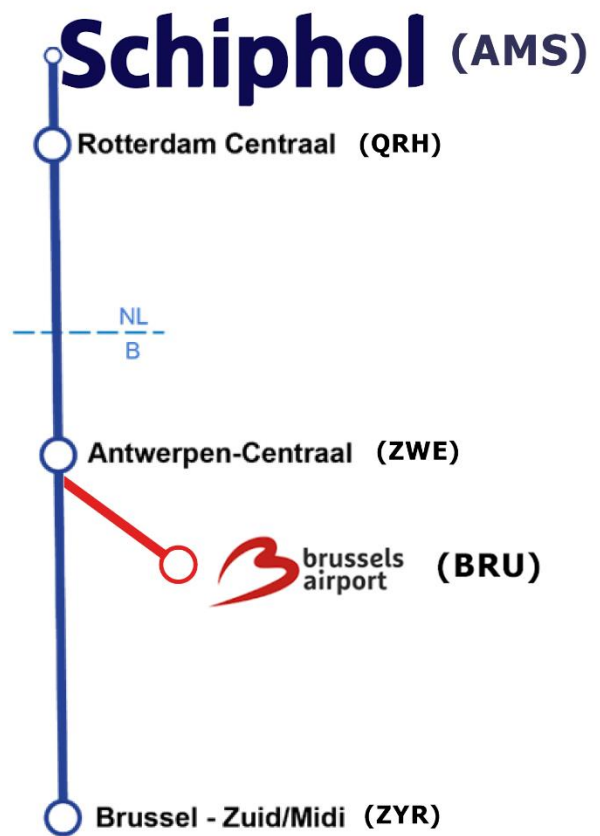 Schiphol (AMS)
Rotterdam Centraal (QRH)
NL
B
Antwerpen-Centraal (ZWE)
brussels
airport (BRU)
Brussel - Zuid/Midi (ZYR)